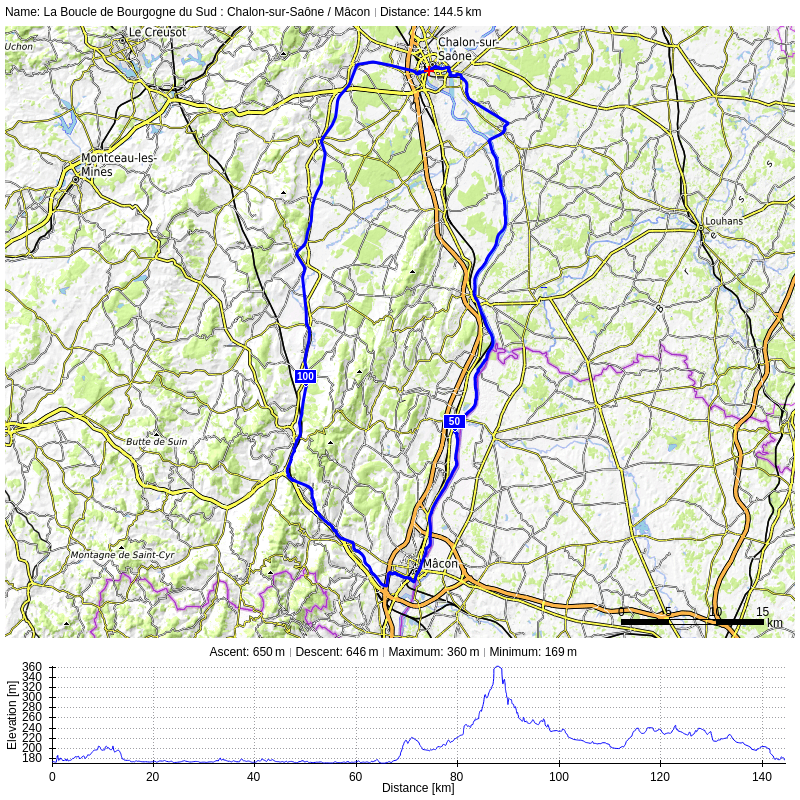 Name: La Boucle de Bourgogne du Sud : Chalon-sur-Saône / Mâcon | Distance: 144.5 km
Uchon
Le Creusot
Chalon-sur-
Saône
Montceau-les-
Mines
Louhans
B r e s s
100
50
Butte de Suin
Montagne de Saint-Cyr
Mâcon
0 5 10 15
km
Ascent: 650 m | Descent: 646 m | Maximum: 360 m | Minimum: 169 m
Elevation [m]
360
340
320
300
280
260
240
220
200
180
0 20 40 60 80 100 120 140
Distance [km]